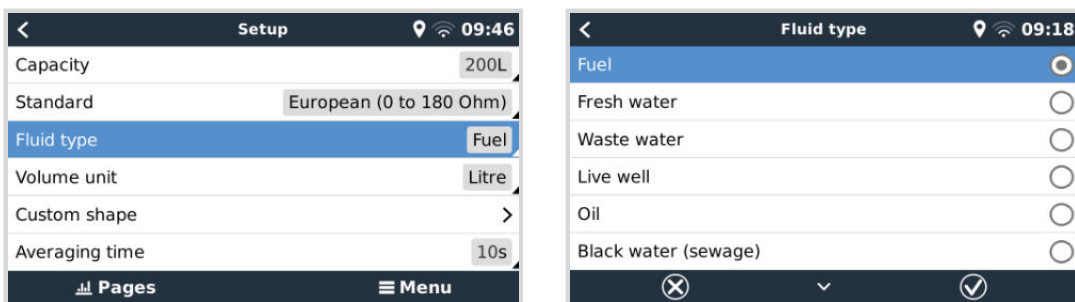 Setup 09:46
Capacity 200L
Standard European (0 to 180 Ohm)
Fluid type Fuel
Volume unit Litre
Custom shape
Averaging time 10s
Pages Menu
Fluid type 09:18
Fuel
Fresh water
Waste water
Live well
Oil
Black water (sewage)